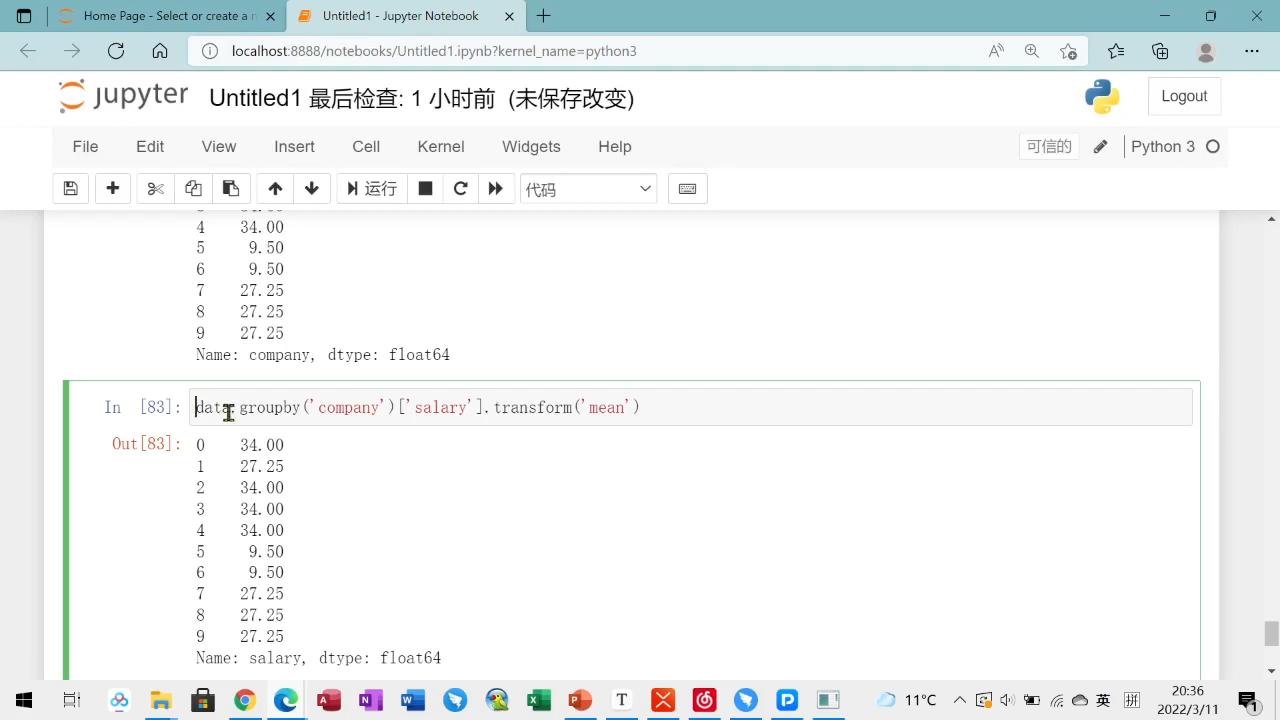 Home Page - Select or create a n
Untitled1 - Jupyter Notebook
localhost:8888/notebooks/Untitled1.ipynb?kernel_name=python3
jupyter Untitled1 最后检查: 1 小时前 (未保存改变)
Logout
File Edit View Insert Cell Kernel Widgets Help 可信的 Python 3
运行 代码
4 34.00
5 9.50
6 9.50
7 27.25
8 27.25
9 27.25
Name: company, dtype: float64
In [83]: data.groupby('company')['salary'].transform('mean')
Out[83]: 0 34.00
1 27.25
2 34.00
3 34.00
4 34.00
5 9.50
6 9.50
7 27.25
8 27.25
9 27.25
Name: salary, dtype: float64
11°C 英 拼 20:36
2022/3/11